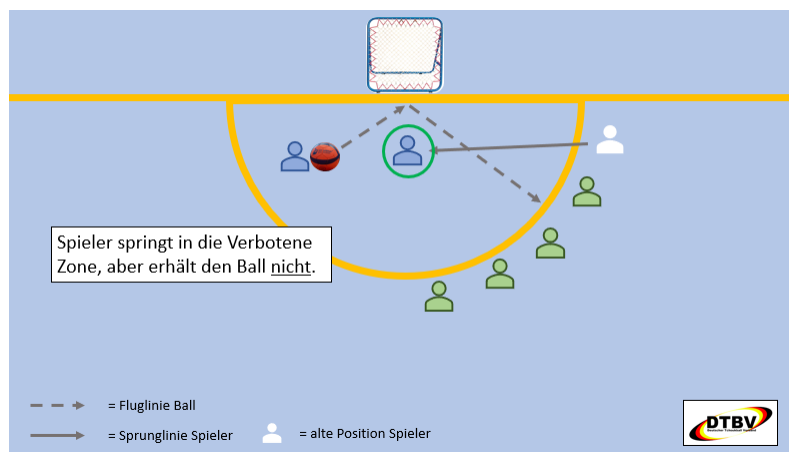 Spieler springt in die Verbotene
Zone, aber erhält den Ball nicht.
= Fluglinie Ball
= Sprunglinie Spieler
= alte Position Spieler
DTBV